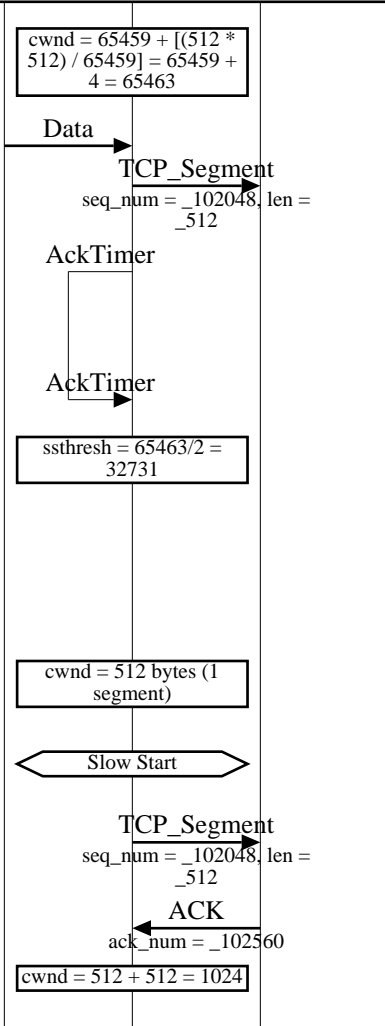 cwnd = 65459 + [(512 *
512) / 65459] = 65459 +
4 = 65463
Data
TCP_Segment
seq_num = _102048, len =
_512
AckTimer
AckTimer
ssthresh = 65463/2 =
32731
cwnd = 512 bytes (1
segment)
Slow Start
TCP_Segment
seq_num = _102048, len =
_512
ACK
ack_num = _102560
cwnd = 512 + 512 = 1024